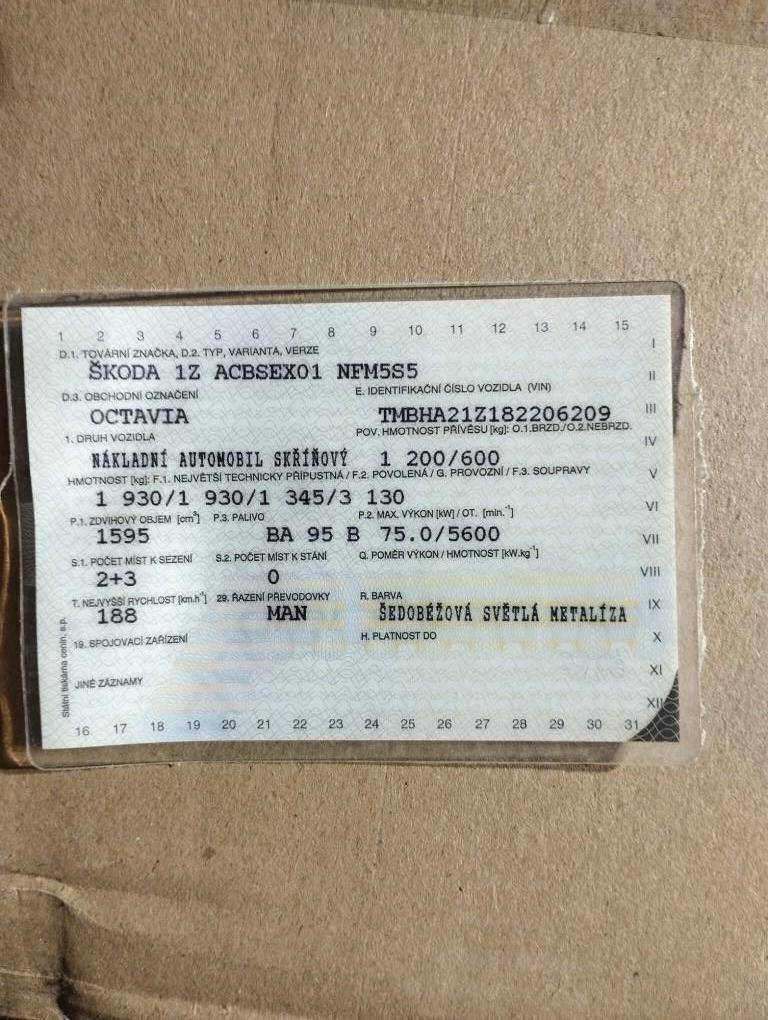 1 2 3 4 5 6 7 8 9 10 11 12 13 14 15
D.1. TOVÁRNÍ ZNAČKA, D.2. TYP, VARIANTA, VERZE
I
ŠKODA 1Z ACBSEX01 NFM5S5
II
D.3. OBCHODNÍ OZNAČENÍ E. IDENTIFIKAČNÍ ČÍSLO VOZIDLA (VIN)
OCTAVIA TMBHA21Z182206209
III
1. DRUH VOZIDLA POV. HMOTNOST PŘÍVĚSU [kg]: O.1.BRZD./O.2.NEBRZD.
IV
NÁKLADNÍ AUTOMOBIL SKŘÍŇOVÝ 1 200/600
HMOTNOST [kg]: F.1. NEJVĚTŠÍ TECHNICKY PŘÍPUSTNÁ / F.2. POVOLENÁ / G. PROVOZNÍ / F.3. SOUPRAVY
V
1 930/1 930/1 345/3 130
VI
P.1. ZDVIHOVÝ OBJEM [cm³] P.3. PALIVO P.2. MAX. VÝKON [kW] / OT. [min.⁻¹]
1595 BA 95 B 75.0/5600
VII
S.1. POČET MÍST K SEZENÍ S.2. POČET MÍST K STÁNÍ Q. POMĚR VÝKON / HMOTNOST [kW.kg⁻¹]
VIII
2+3 0
T. NEJVYŠŠÍ RYCHLOST [km.h⁻¹] 29. ŘAZENÍ PŘEVODOVKY R. BARVA
188 MAN ŠEDOBÉŽOVÁ SVĚTLÁ METALÍZA
IX
19. SPOJOVACÍ ZAŘÍZENÍ H. PLATNOST DO
X
XI
JINÉ ZÁZNAMY
XII
16 17 18 19 20 21 22 23 24 25 26 27 28 29 30 31
Státní tiskárna cenin, s.p.